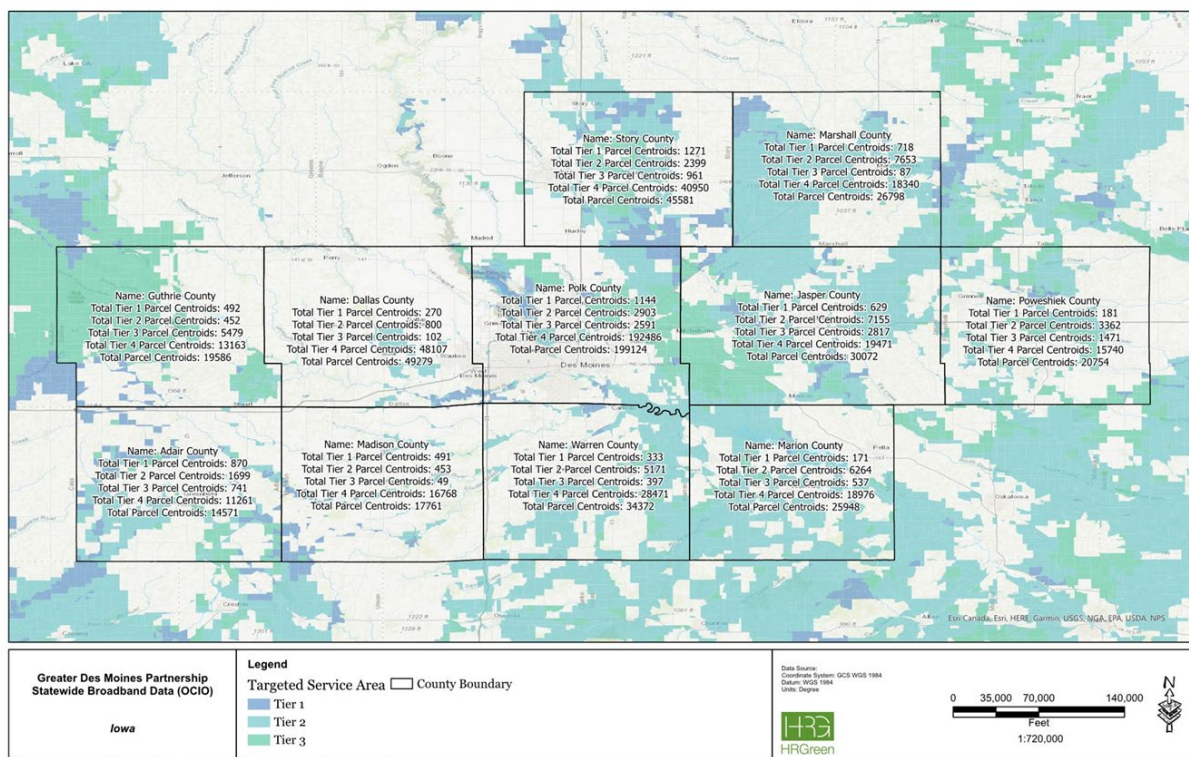 Name: Story County
Total Tier 1 Parcel Centroids: 1271
Total Tier 2 Parcel Centroids: 2399
Total Tier 3 Parcel Centroids: 961
Total Tier 4 Parcel Centroids: 40950
Total Parcel Centroids: 45581
Name: Marshall County
Total Tier 1 Parcel Centroids: 718
Total Tier 2 Parcel Centroids: 7653
Total Tier 3 Parcel Centroids: 87
Total Tier 4 Parcel Centroids: 18340
Total Parcel Centroids: 26798
Name: Guthrie County
Total Tier 1 Parcel Centroids: 492
Total Tier 2 Parcel Centroids: 452
Total Tier 3 Parcel Centroids: 5479
Total Tier 4 Parcel Centroids: 13163
Total Parcel Centroids: 19586
Name: Dallas County
Total Tier 1 Parcel Centroids: 270
Total Tier 2 Parcel Centroids: 800
Total Tier 3 Parcel Centroids: 102
Total Tier 4 Parcel Centroids: 48107
Total Parcel Centroids: 49279
Name: Polk County
Total Tier 1 Parcel Centroids: 1144
Total Tier 2 Parcel Centroids: 2903
Total Tier 3 Parcel Centroids: 2591
Total Tier 4 Parcel Centroids: 192486
Total Parcel Centroids: 199124
Name: Jasper County
Total Tier 1 Parcel Centroids: 629
Total Tier 2 Parcel Centroids: 7155
Total Tier 3 Parcel Centroids: 2817
Total Tier 4 Parcel Centroids: 19471
Total Parcel Centroids: 30072
Name: Poweshiek County
Total Tier 1 Parcel Centroids: 181
Total Tier 2 Parcel Centroids: 3362
Total Tier 3 Parcel Centroids: 1471
Total Tier 4 Parcel Centroids: 15740
Total Parcel Centroids: 20754
Name: Adair County
Total Tier 1 Parcel Centroids: 870
Total Tier 2 Parcel Centroids: 1699
Total Tier 3 Parcel Centroids: 741
Total Tier 4 Parcel Centroids: 11261
Total Parcel Centroids: 14571
Name: Madison County
Total Tier 1 Parcel Centroids: 491
Total Tier 2 Parcel Centroids: 453
Total Tier 3 Parcel Centroids: 49
Total Tier 4 Parcel Centroids: 16768
Total Parcel Centroids: 17761
Name: Warren County
Total Tier 1 Parcel Centroids: 333
Total Tier 2 Parcel Centroids: 5171
Total Tier 3 Parcel Centroids: 397
Total Tier 4 Parcel Centroids: 28471
Total Parcel Centroids: 34372
Name: Marion County
Total Tier 1 Parcel Centroids: 171
Total Tier 2 Parcel Centroids: 6264
Total Tier 3 Parcel Centroids: 537
Total Tier 4 Parcel Centroids: 18976
Total Parcel Centroids: 25948
Lake City
Story City
Boone
Ogden
Jefferson
Madrid
Huxley
Perry
Waukee
West
Des Moines
Des Moines
Pella
Oskaloosa
Creston
Esri Canada, Esri, HERE, Garmin, USGS, NGA, EPA, USDA, NPS
Greater Des Moines Partnership
Statewide Broadband Data (OCIO)
Iowa
Legend
Targeted Service Area County Boundary
Tier 1
Tier 2
Tier 3
Data Source:
Coordinate System: GCS WGS 1984
Datum: WGS 1984
Units: Degree
HRG
HRGreen
0 35,000 70,000 140,000
Feet
1:720,000
N